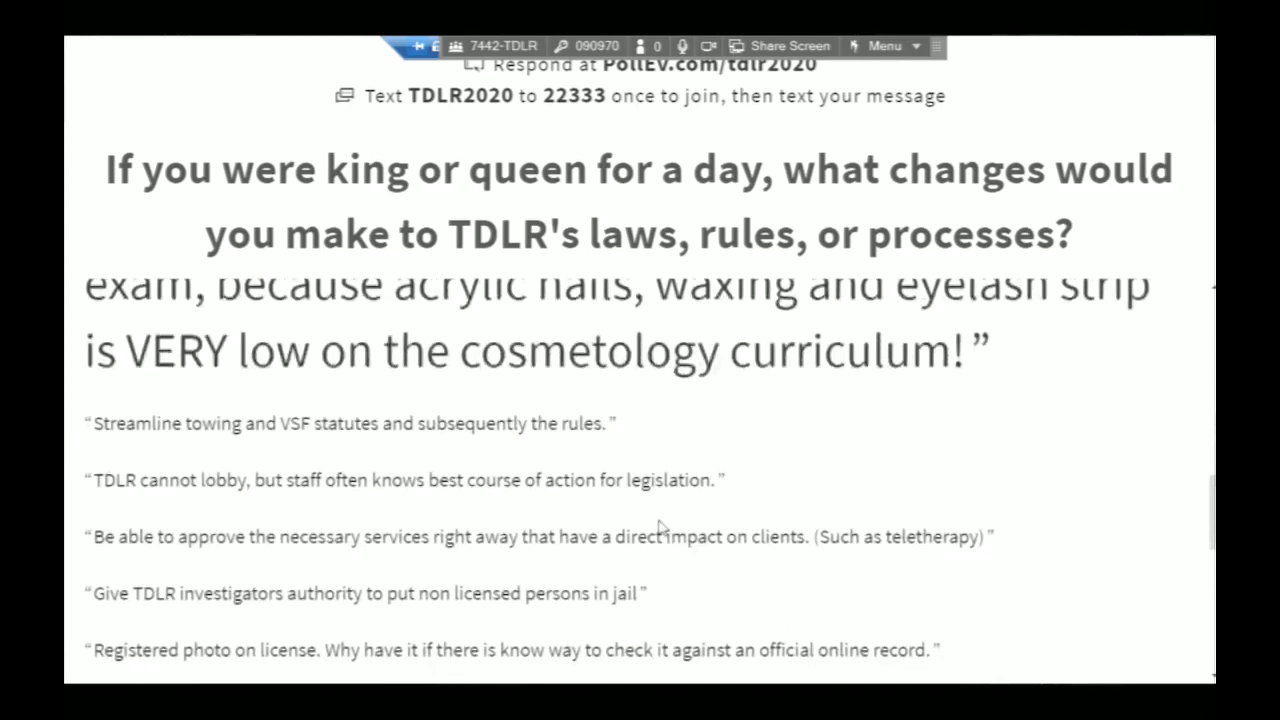 7442-TDLR 090970 0 Share Screen Menu
Respond at PollEv.com/tdlr2020
Text TDLR2020 to 22333 once to join, then text your message
If you were king or queen for a day, what changes would
you make to TDLR's laws, rules, or processes?
exam, because acrylic nails, waxing and eyelash strip
is VERY low on the cosmetology curriculum! ”
“Streamline towing and VSF statutes and subsequently the rules. ”
“TDLR cannot lobby, but staff often knows best course of action for legislation. ”
“Be able to approve the necessary services right away that have a direct impact on clients. (Such as teletherapy) ”
“Give TDLR investigators authority to put non licensed persons in jail”
“Registered photo on license. Why have it if there is know way to check it against an official online record. ”